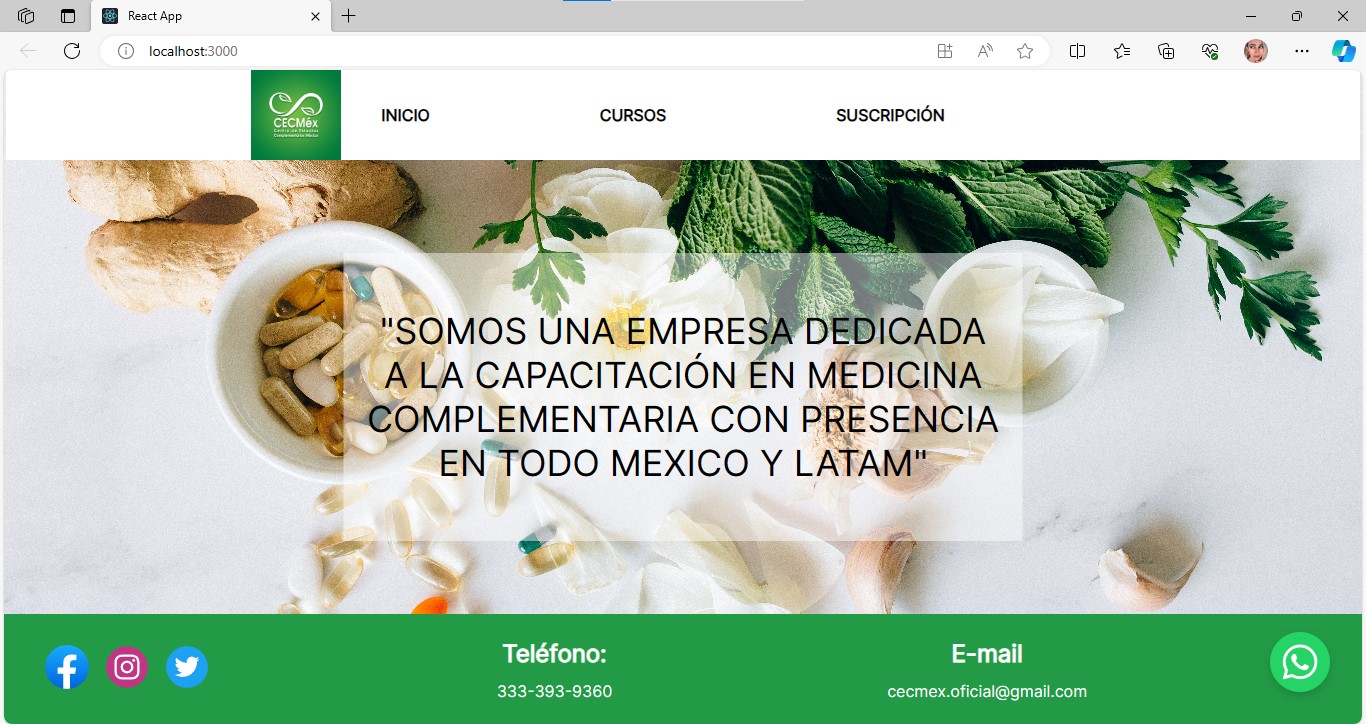 React App
localhost:3000
CECMéx
Centro de Estudios
Complementarios México
INICIO
CURSOS
SUSCRIPCIÓN
"SOMOS UNA EMPRESA DEDICADA
A LA CAPACITACIÓN EN MEDICINA
COMPLEMENTARIA CON PRESENCIA
EN TODO MEXICO Y LATAM"
Teléfono:
333-393-9360
E-mail
cecmex.oficial@gmail.com